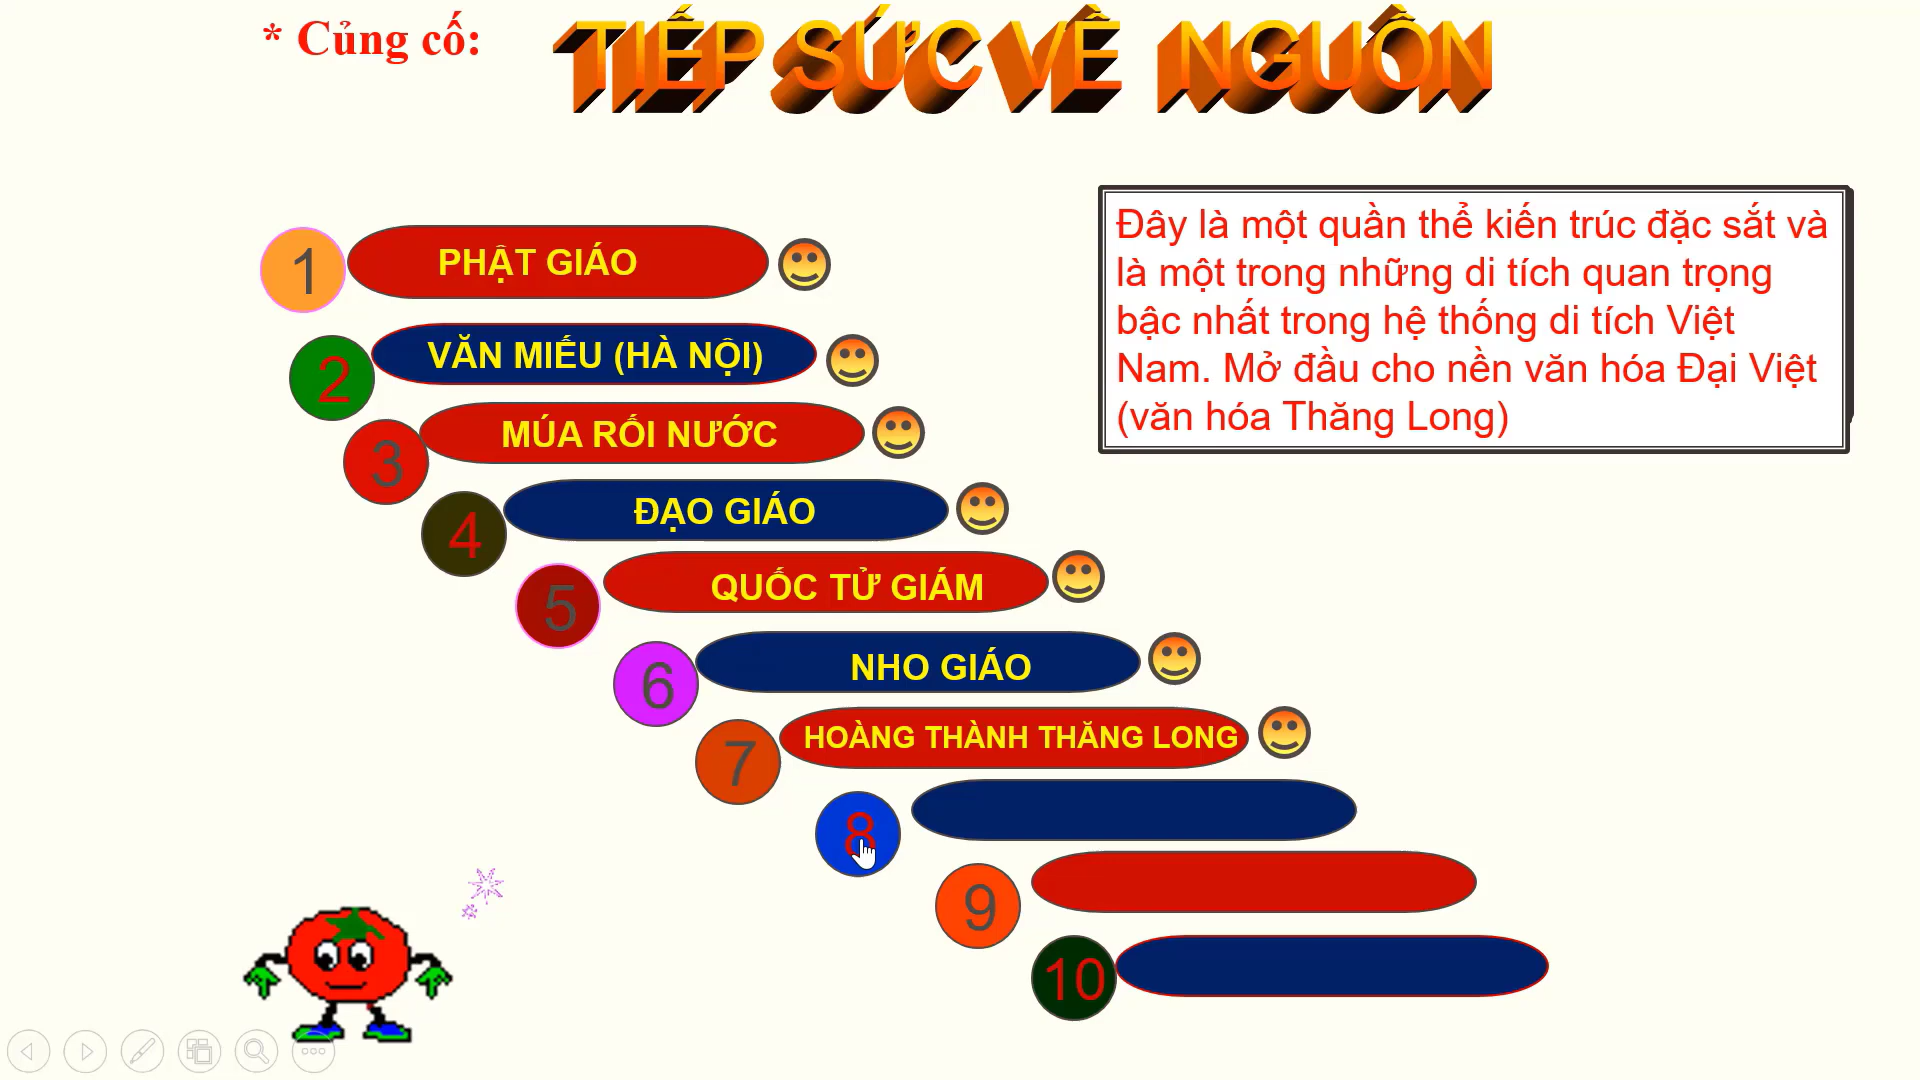 * Củng cố:
TIẾP SỨC VỀ NGUỒN
Đây là một quần thể kiến trúc đặc sắt và
là một trong những di tích quan trọng
bậc nhất trong hệ thống di tích Việt
Nam. Mở đầu cho nền văn hóa Đại Việt
(văn hóa Thăng Long)
1 PHẬT GIÁO
2 VĂN MIẾU (HÀ NỘI)
3 MÚA RỐI NƯỚC
4 ĐẠO GIÁO
5 QUỐC TỬ GIÁM
6 NHO GIÁO
7 HOÀNG THÀNH THĂNG LONG
8
9
10